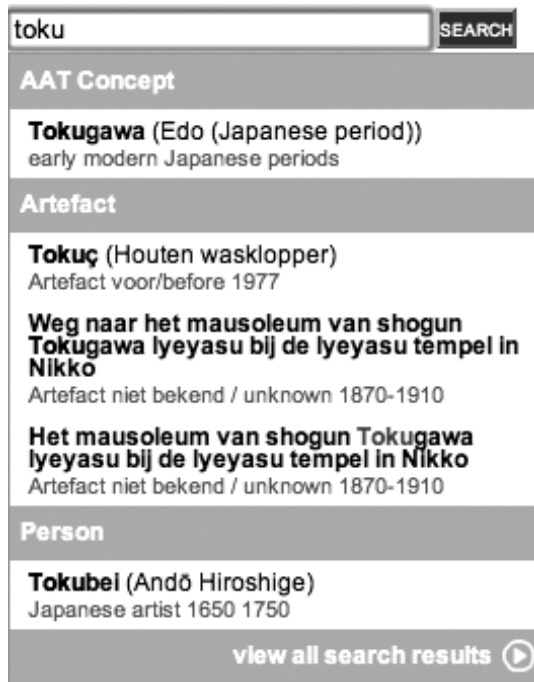 toku
SEARCH
AAT Concept
Tokugawa (Edo (Japanese period))
early modern Japanese periods
Artefact
Tokuç (Houten wasklopper)
Artefact voor/before 1977
Weg naar het mausoleum van shogun
Tokugawa Iyeyasu bij de Iyeyasu tempel in
Nikko
Artefact niet bekend / unknown 1870-1910
Het mausoleum van shogun Tokugawa
Iyeyasu bij de Iyeyasu tempel in Nikko
Artefact niet bekend / unknown 1870-1910
Person
Tokubei (Andō Hiroshige)
Japanese artist 1650 1750
view all search results